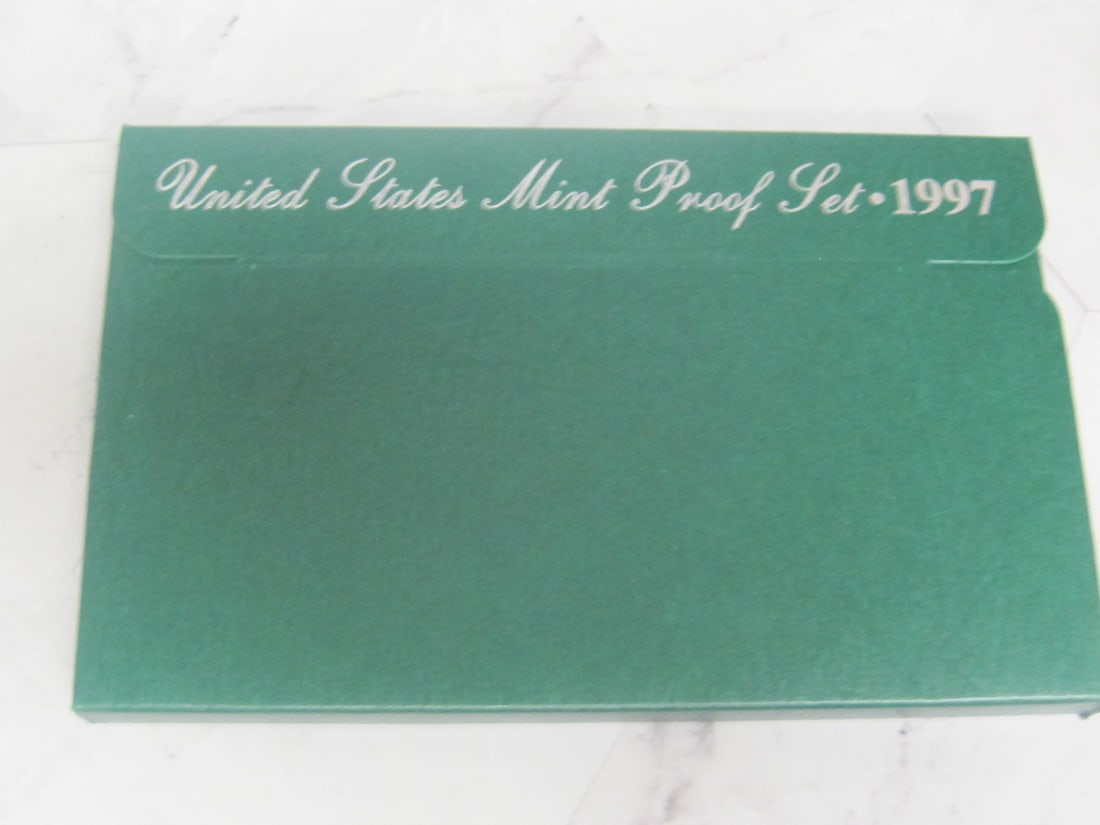 United States Mint Proof Set • 1997